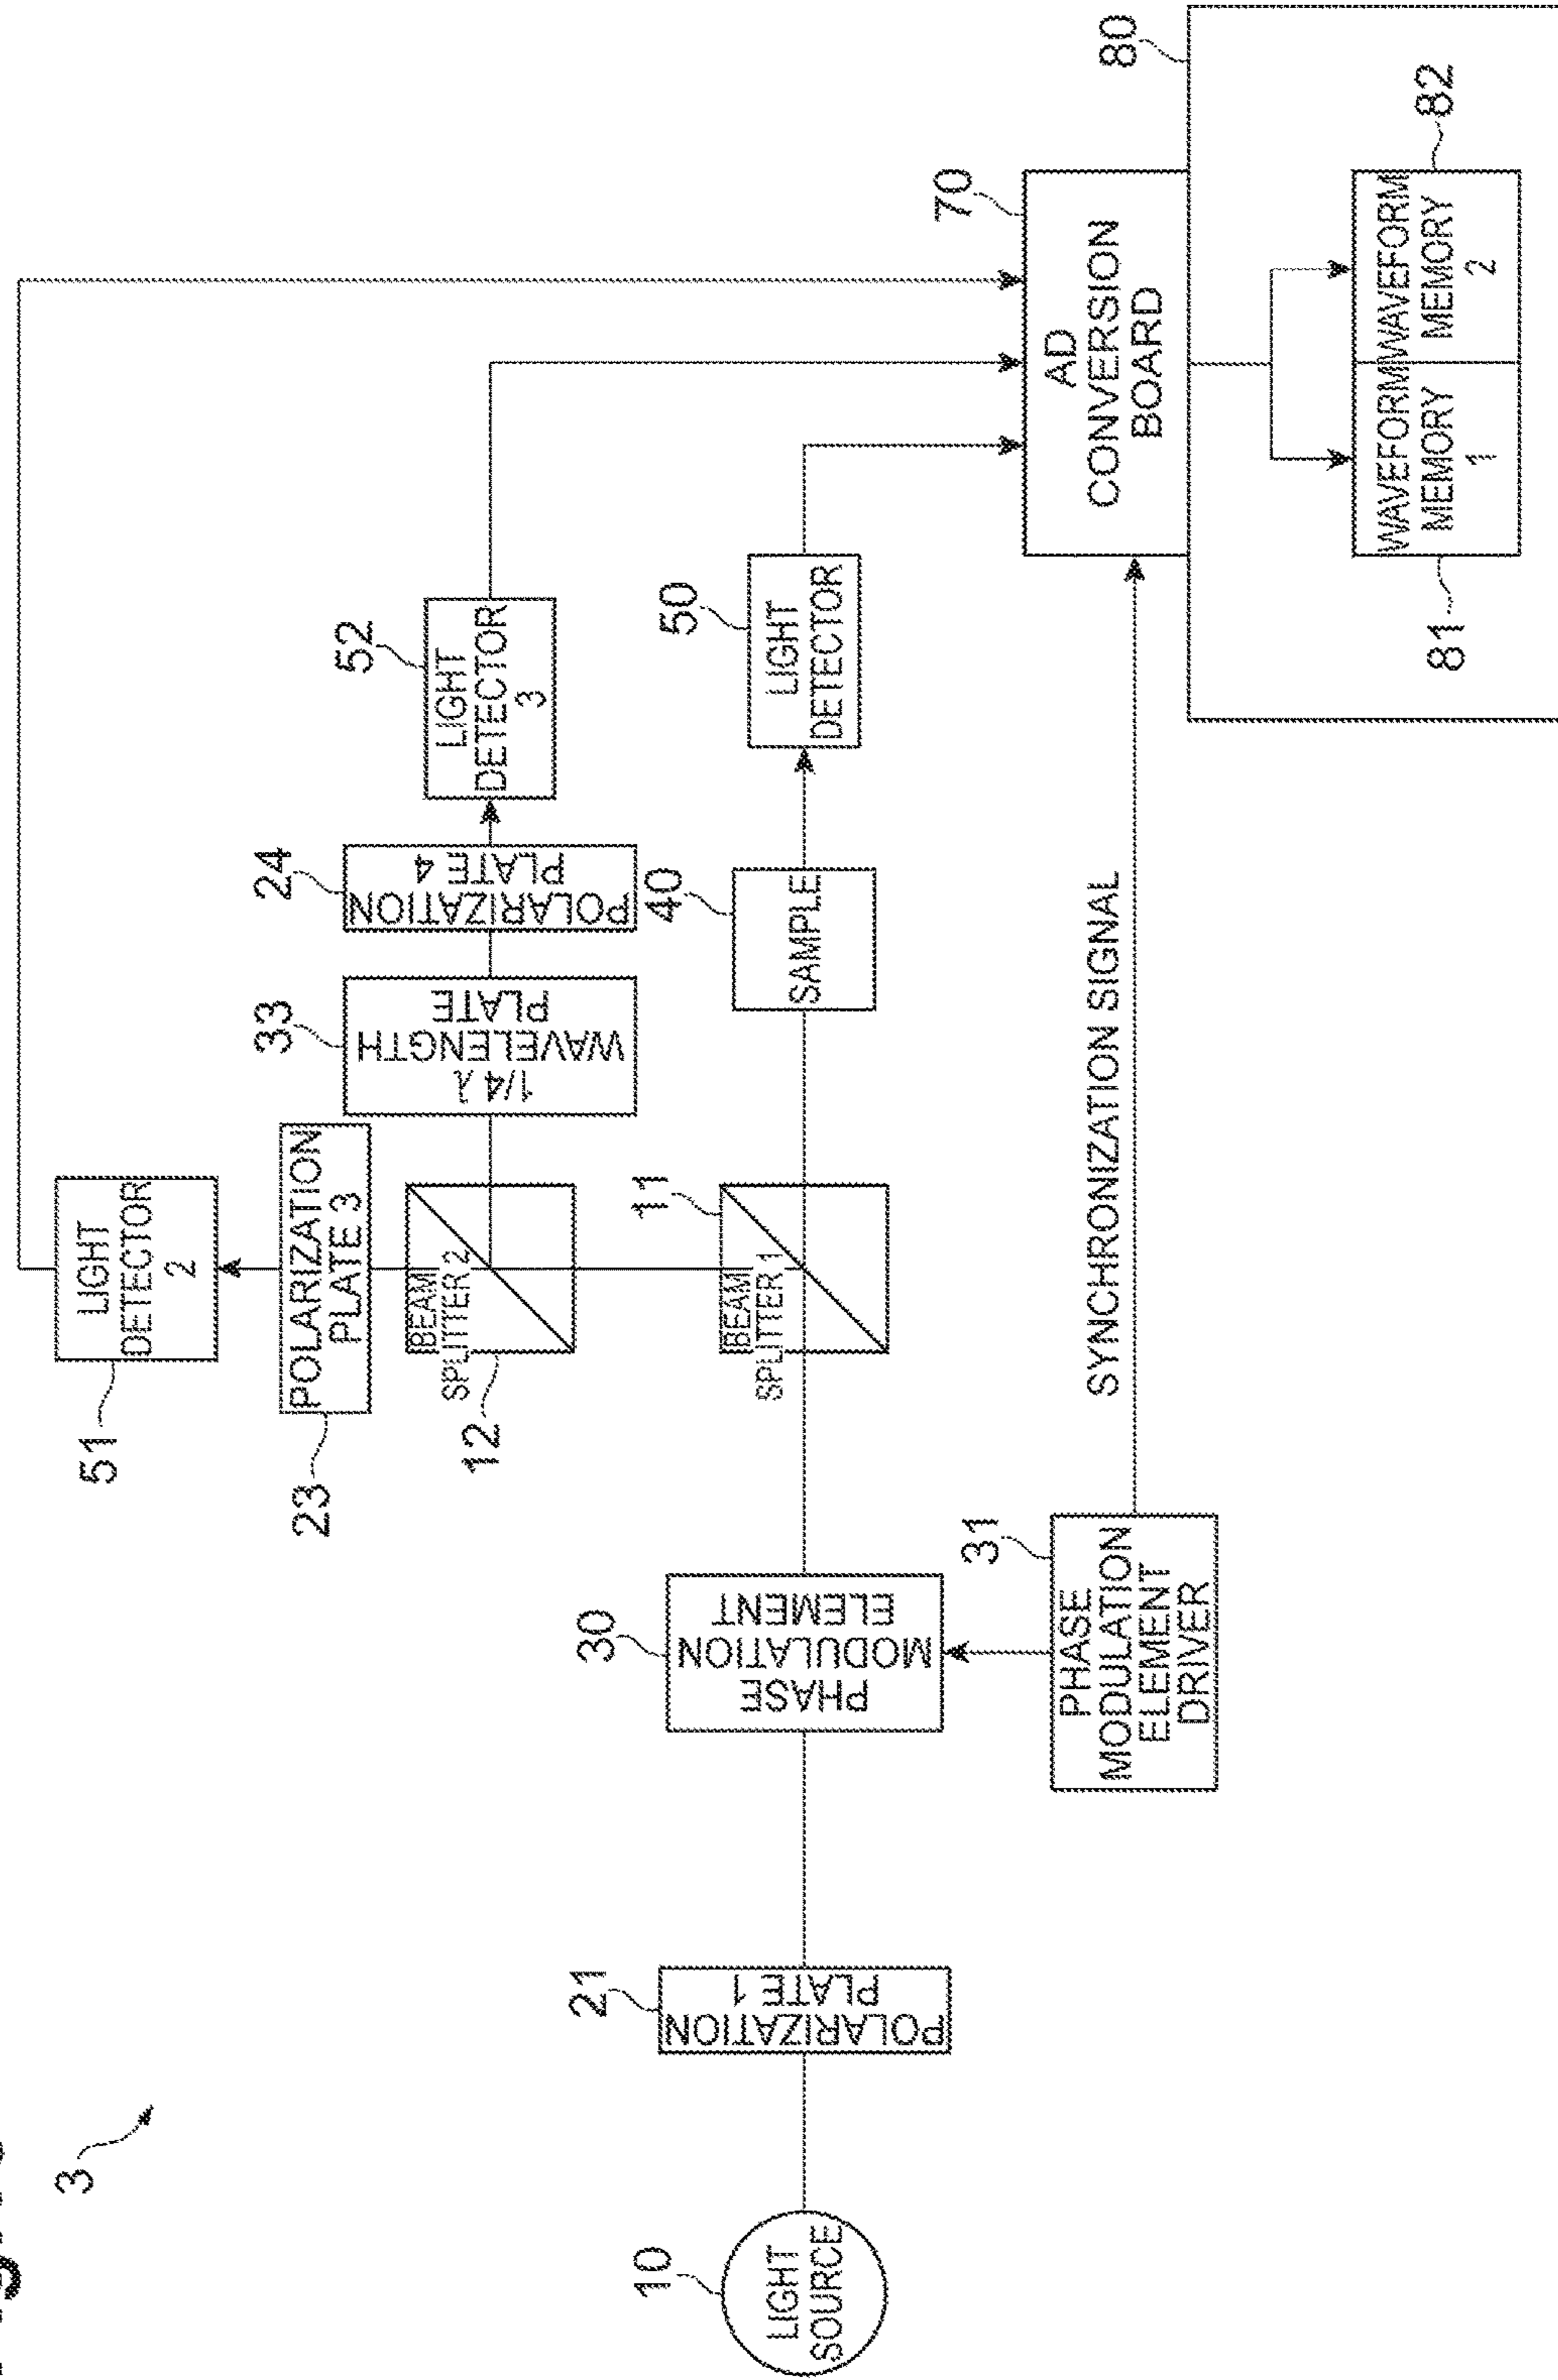 3
10
LIGHT
SOURCE
21
POLARIZATION
PLATE 1
30
PHASE
MODULATION
ELEMENT
31
PHASE
MODULATION
ELEMENT
DRIVER
SYNCHRONIZATION SIGNAL
11
BEAM
SPLITTER 1
12
BEAM
SPLITTER 2
23
POLARIZATION
PLATE 3
51
LIGHT
DETECTOR
2
33
1/4 λ
WAVELENGTH
PLATE
24
POLARIZATION
PLATE 4
52
LIGHT
DETECTOR
3
40
SAMPLE
50
LIGHT
DETECTOR
70
AD
CONVERSION
BOARD
80
81
WAVEFORM
MEMORY
1
82
WAVEFORM
MEMORY
2